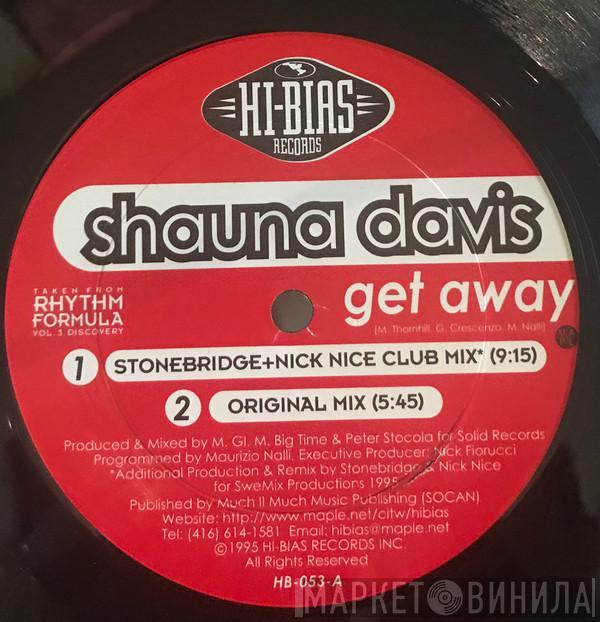 HI-BIAS
RECORDS
shauna davis
get away
TAKEN FROM
RHYTHM
FORMULA
VOL. 3 DISCOVERY
(M. Thornhill, G. Crescenzo, M. Nalli)
1 STONEBRIDGE+NICK NICE CLUB MIX* (9:15)
2 ORIGINAL MIX (5:45)
Produced & Mixed by M. GI. M. Big Time & Peter Stocola for Solid Records
Programmed by Maurizio Nalli, Executive Producer: Nick Fiorucci
*Additional Production & Remix by Stonebridge & Nick Nice
for SweMix Productions 1995
Published by Much II Much Music Publishing (SOCAN)
Website: http://www.maple.net/citw/hibias
Tel: (416) 614-1581 Email: hibias@maple.net
©1995 HI-BIAS RECORDS INC.
All Rights Reserved
HB-053-A
МАРКЕТ ВИНИЛА